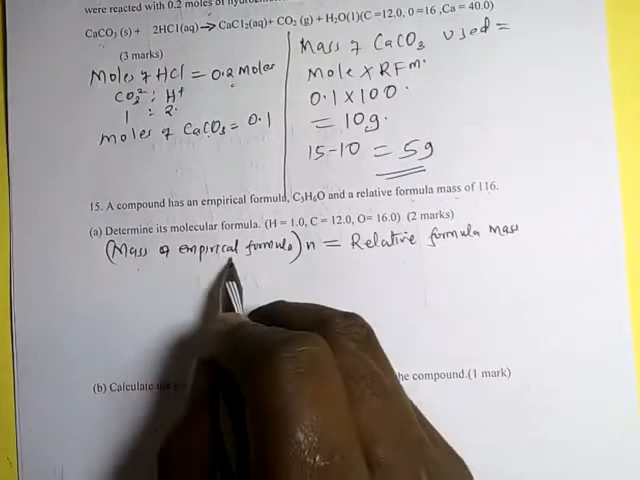 were reacted with 0.2 moles of
CaCO3 (s) + 2HCl(aq)→CaCl2(aq)+ CO2 (g) + H2O(l)(C =12.0, 0 =16 ,Ca = 40.0)
(3 marks)
Moles of HCl = 0.2 moles
CO3²⁻ : H⁺
1 : 2
moles of CaCO3 = 0.1
Mass of CaCO3 used =
Mole X RFM.
0.1 X 100
= 10g.
15-10 = 5g
15. A compound has an empirical formula, C3H6O and a relative formula mass of 116.
(a) Determine its molecular formula. (H = 1.0, C = 12.0, O= 16.0) (2 marks)
(Mass of empirical formula) n = Relative formula mass
(b) Calculate the compound.(1 mark)